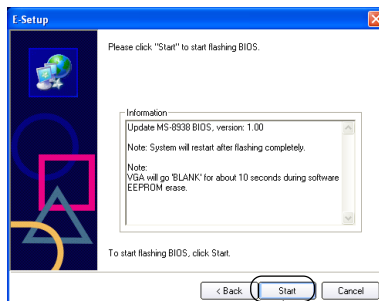 E-Setup
Please click "Start" to start flashing BIOS.
Information
Update MS-8938 BIOS, version: 1.00
Note: System will restart after flashing completely.
Note:
VGA will go 'BLANK' for about 10 seconds during software
EEPROM erase.
To start flashing BIOS, click Start.
< Back
Start
Cancel